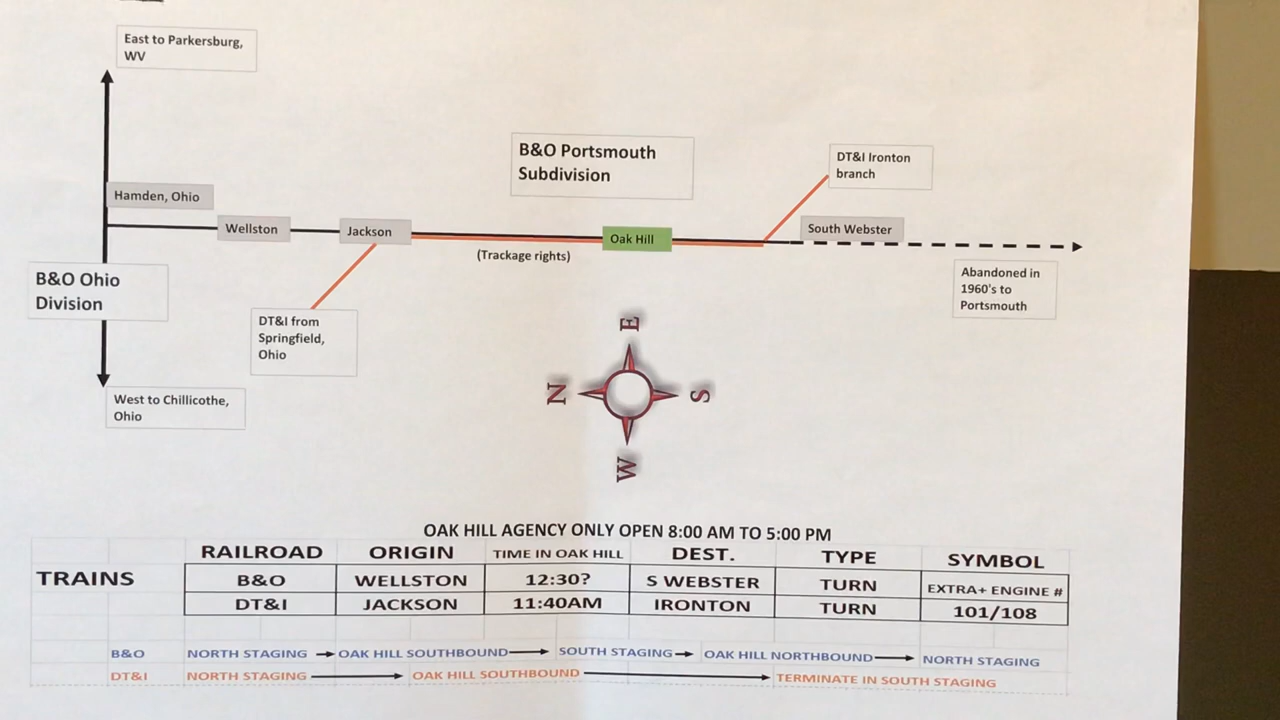 East to Parkersburg,
WV
B&O Portsmouth
Subdivision
DT&I Ironton
branch
Hamden, Ohio
Wellston
Jackson
Oak Hill
South Webster
(Trackage rights)
B&O Ohio
Division
Abandoned in
1960's to
Portsmouth
DT&I from
Springfield,
Ohio
West to Chillicothe,
Ohio
E
N
S
W
OAK HILL AGENCY ONLY OPEN 8:00 AM TO 5:00 PM
RAILROAD ORIGIN TIME IN OAK HILL DEST. TYPE SYMBOL
TRAINS B&O WELLSTON 12:30? S WEBSTER TURN EXTRA+ ENGINE #
DT&I JACKSON 11:40AM IRONTON TURN 101/108
B&O NORTH STAGING OAK HILL SOUTHBOUND SOUTH STAGING OAK HILL NORTHBOUND NORTH STAGING
DT&I NORTH STAGING OAK HILL SOUTHBOUND TERMINATE IN SOUTH STAGING